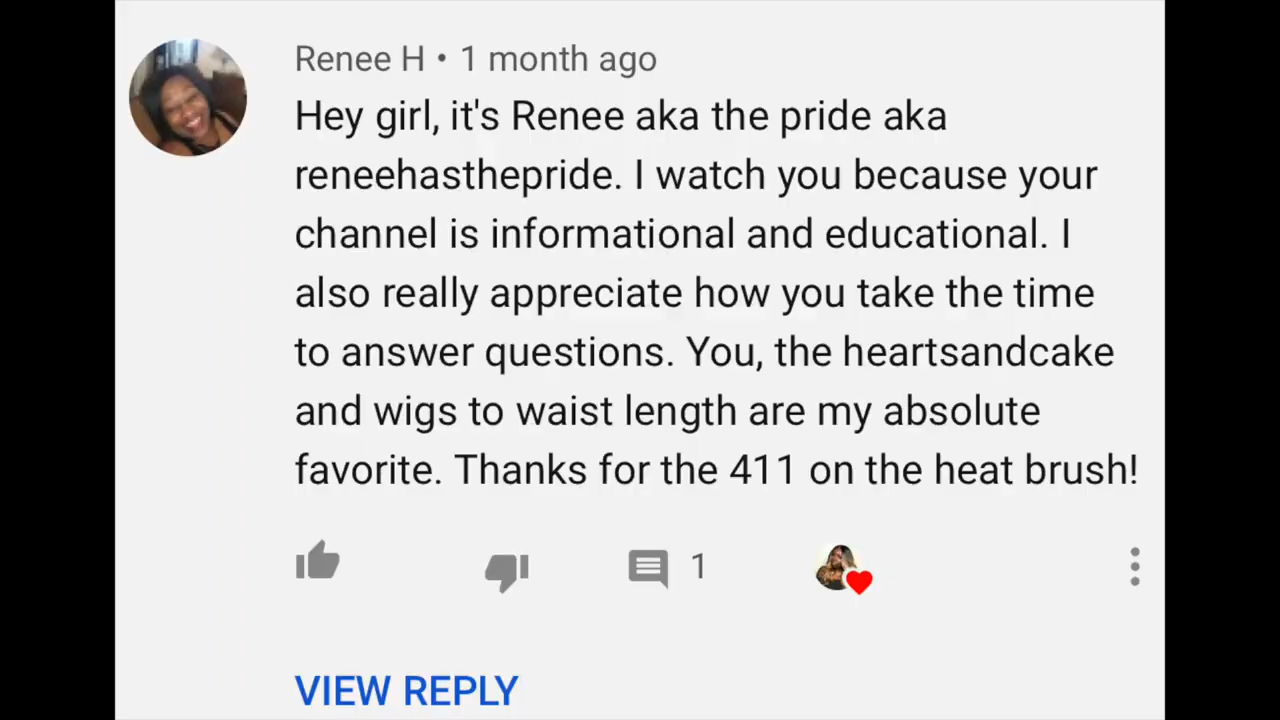 Renee H • 1 month ago
Hey girl, it's Renee aka the pride aka
reneehasthepride. I watch you because your
channel is informational and educational. I
also really appreciate how you take the time
to answer questions. You, the heartsandcake
and wigs to waist length are my absolute
favorite. Thanks for the 411 on the heat brush!
1
VIEW REPLY